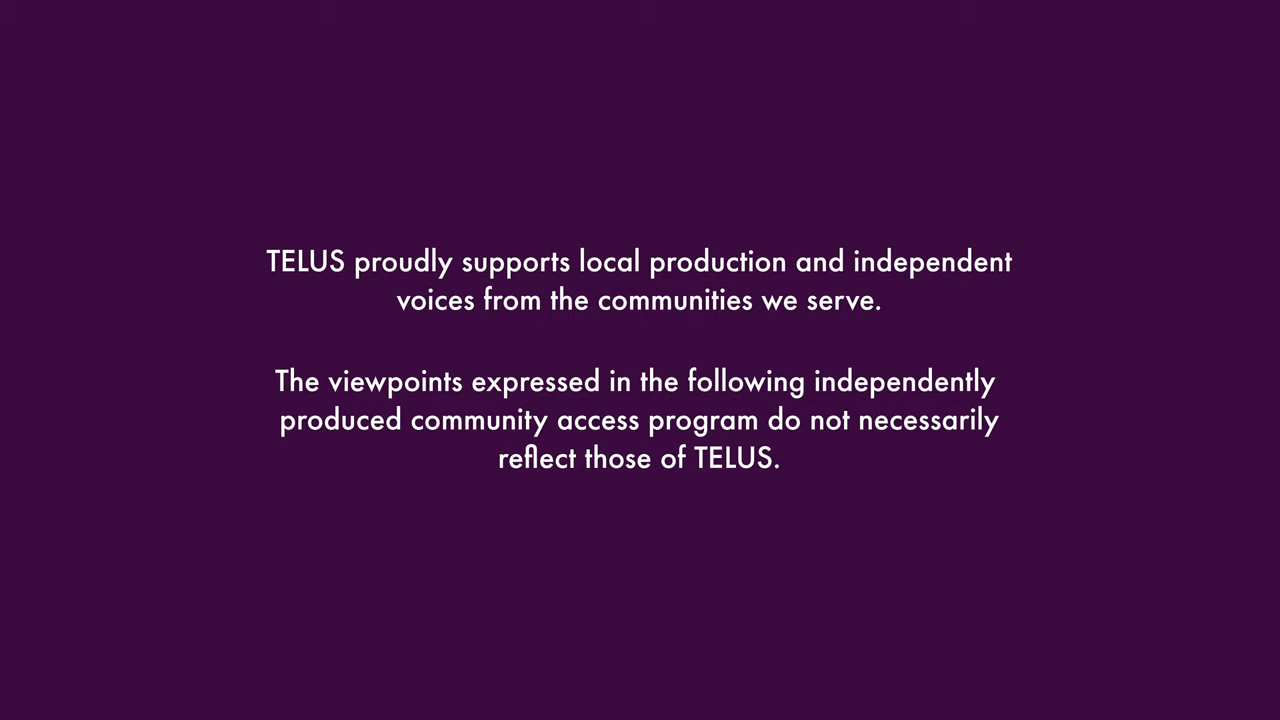 TELUS proudly supports local production and independent
voices from the communities we serve.
The viewpoints expressed in the following independently
produced community access program do not necessarily
reflect those of TELUS.